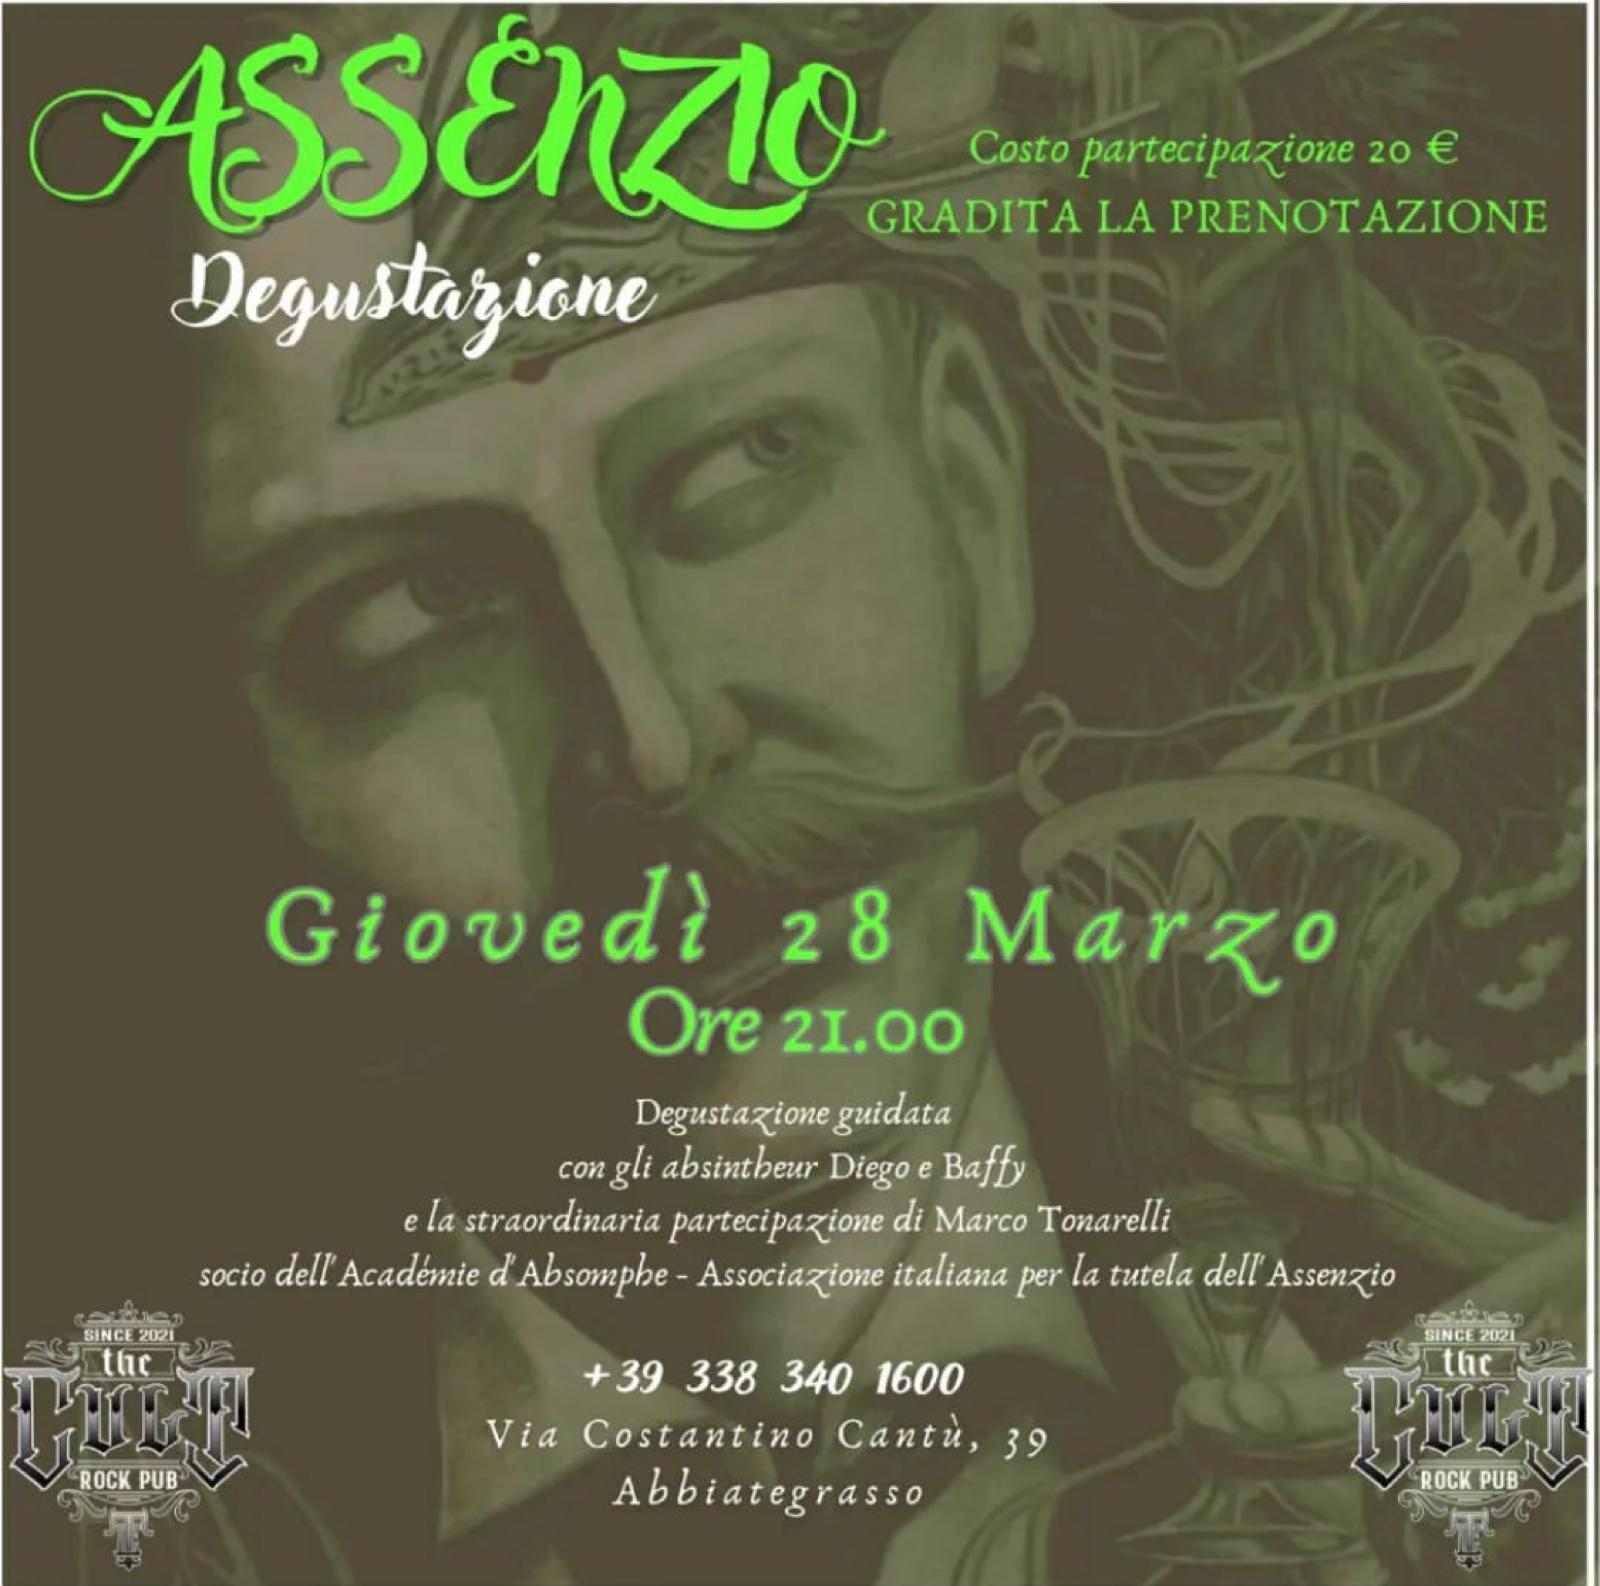 ASSENZIO
Degustazione
Costo partecipazione 20 €
GRADITA LA PRENOTAZIONE
Giovedì 28 Marzo
Ore 21.00
Degustazione guidata
con gli absintheur Diego e Baffy
e la straordinaria partecipazione di Marco Tonarelli
socio dell'Académie d'Absomphe - Associazione italiana per la tutela dell'Assenzio
+39 338 340 1600
Via Costantino Cantù, 39
Abbiategrasso
SINCE 2021
the
CULT
ROCK PUB
SINCE 2021
the
CULT
ROCK PUB